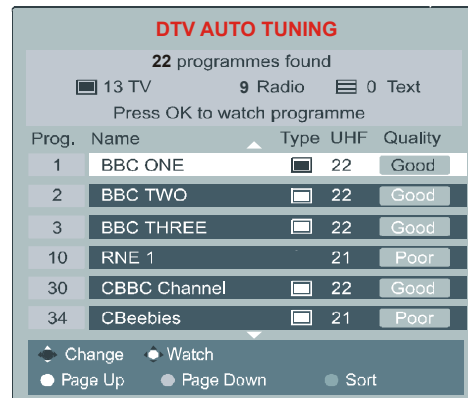 DTV AUTO TUNING
22 programmes found
13 TV 9 Radio 0 Text
Press OK to watch programme
Prog. Name Type UHF Quality
1 BBC ONE 22 Good
2 BBC TWO 22 Good
3 BBC THREE 22 Good
10 RNE 1 21 Poor
30 CBBC Channel 22 Good
34 CBeebies 21 Poor
Change Watch
Page Up Page Down Sort